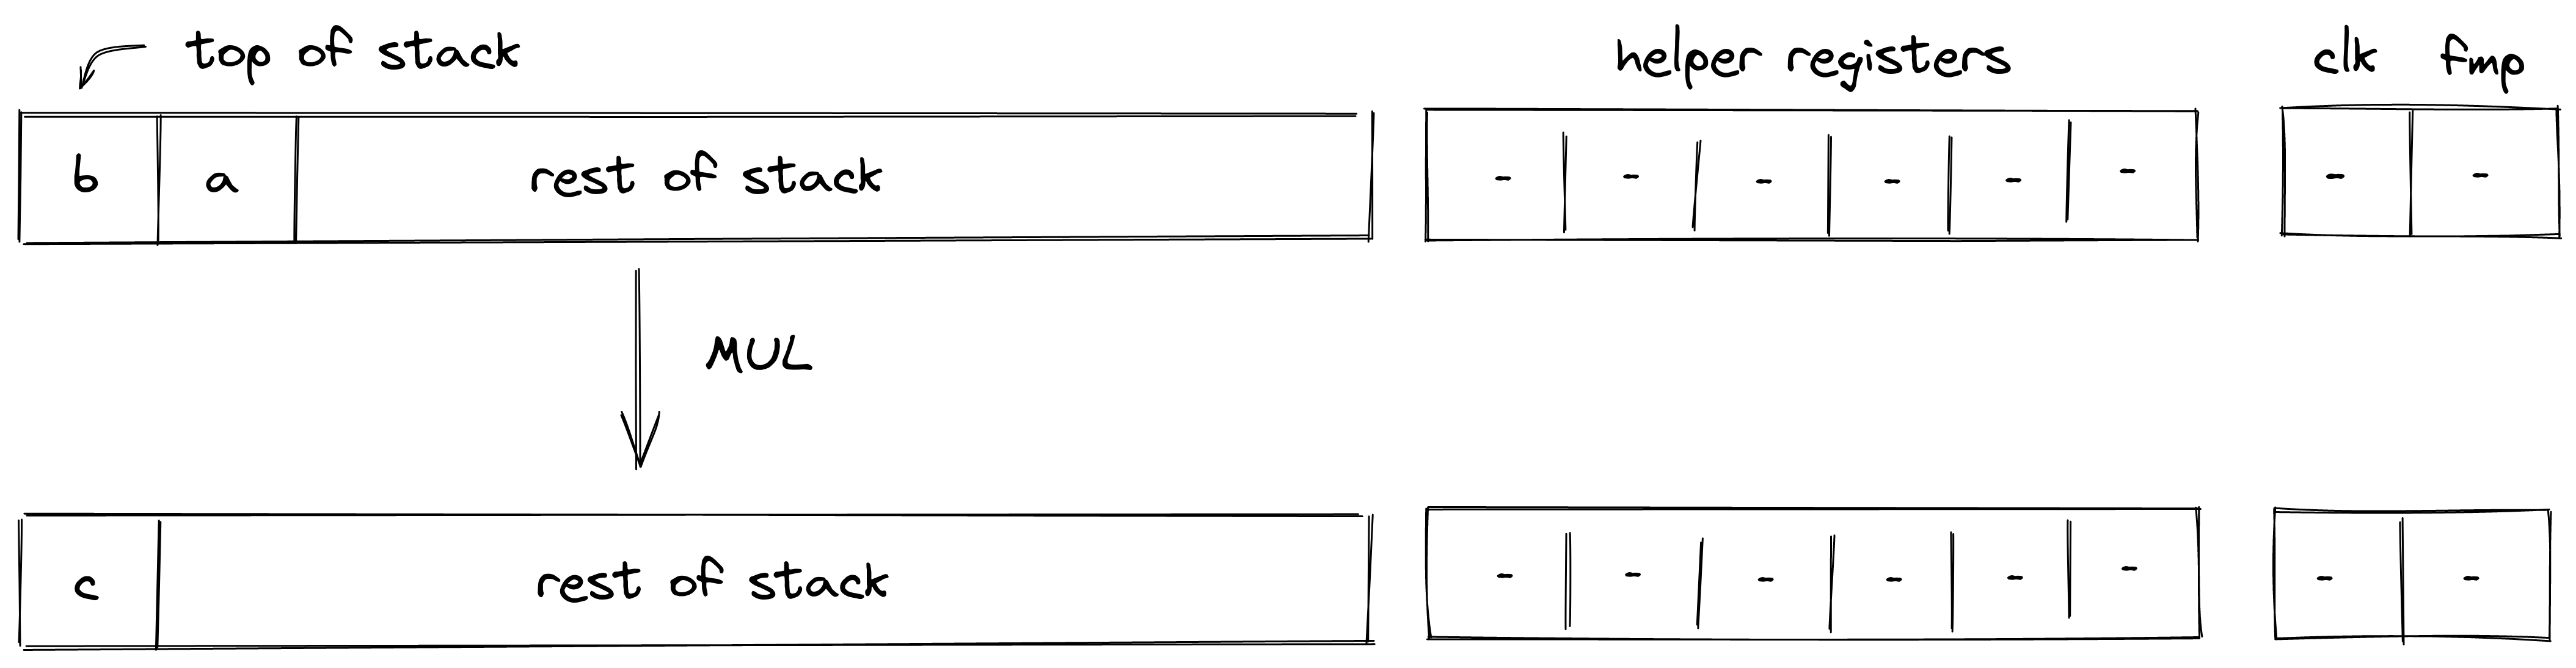 top of stack
helper registers
clk fmp
b a rest of stack
- - - - - -
- -
MUL
c rest of stack
- - - - - -
- -